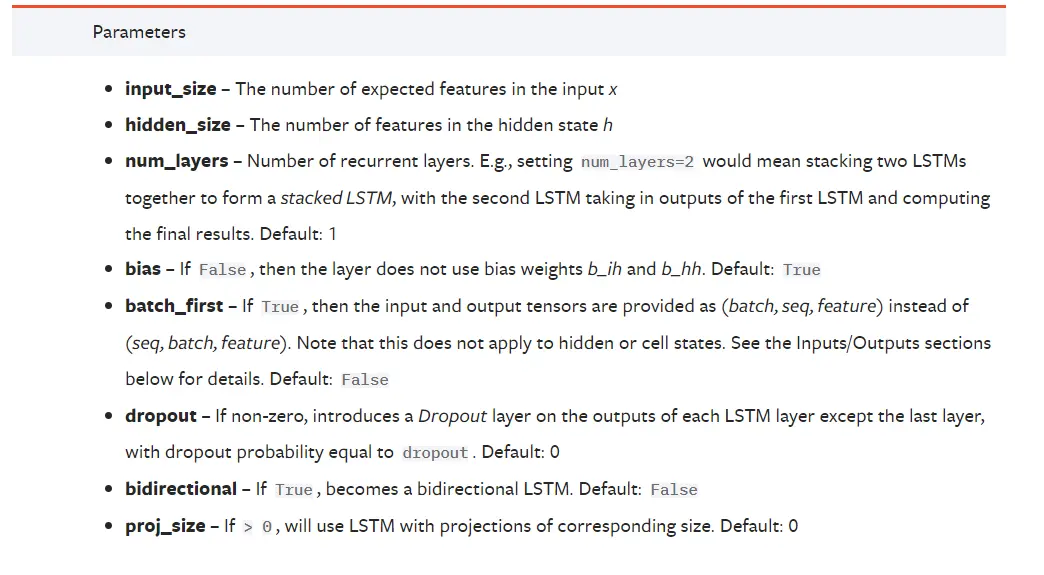 Parameters
• input_size – The number of expected features in the input x
• hidden_size – The number of features in the hidden state h
• num_layers – Number of recurrent layers. E.g., setting num_layers=2 would mean stacking two LSTMs
together to form a stacked LSTM, with the second LSTM taking in outputs of the first LSTM and computing
the final results. Default: 1
• bias – If False, then the layer does not use bias weights b_ih and b_hh. Default: True
• batch_first – If True, then the input and output tensors are provided as (batch, seq, feature) instead of
(seq, batch, feature). Note that this does not apply to hidden or cell states. See the Inputs/Outputs sections
below for details. Default: False
• dropout – If non-zero, introduces a Dropout layer on the outputs of each LSTM layer except the last layer,
with dropout probability equal to dropout. Default: 0
• bidirectional – If True, becomes a bidirectional LSTM. Default: False
• proj_size – If > 0, will use LSTM with projections of corresponding size. Default: 0